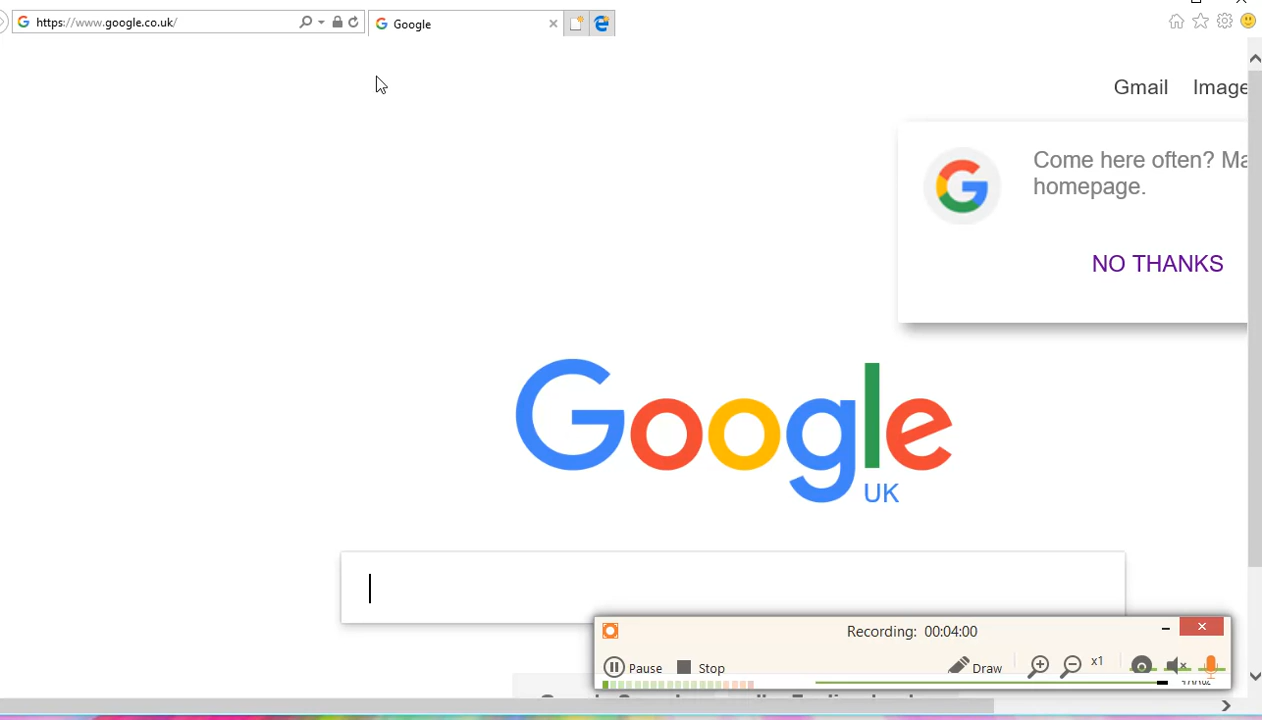 https://www.google.co.uk/
Google
Gmail Image
Come here often? Ma
homepage.
NO THANKS
Google
UK
Recording: 00:04:00
Pause Stop Draw x1